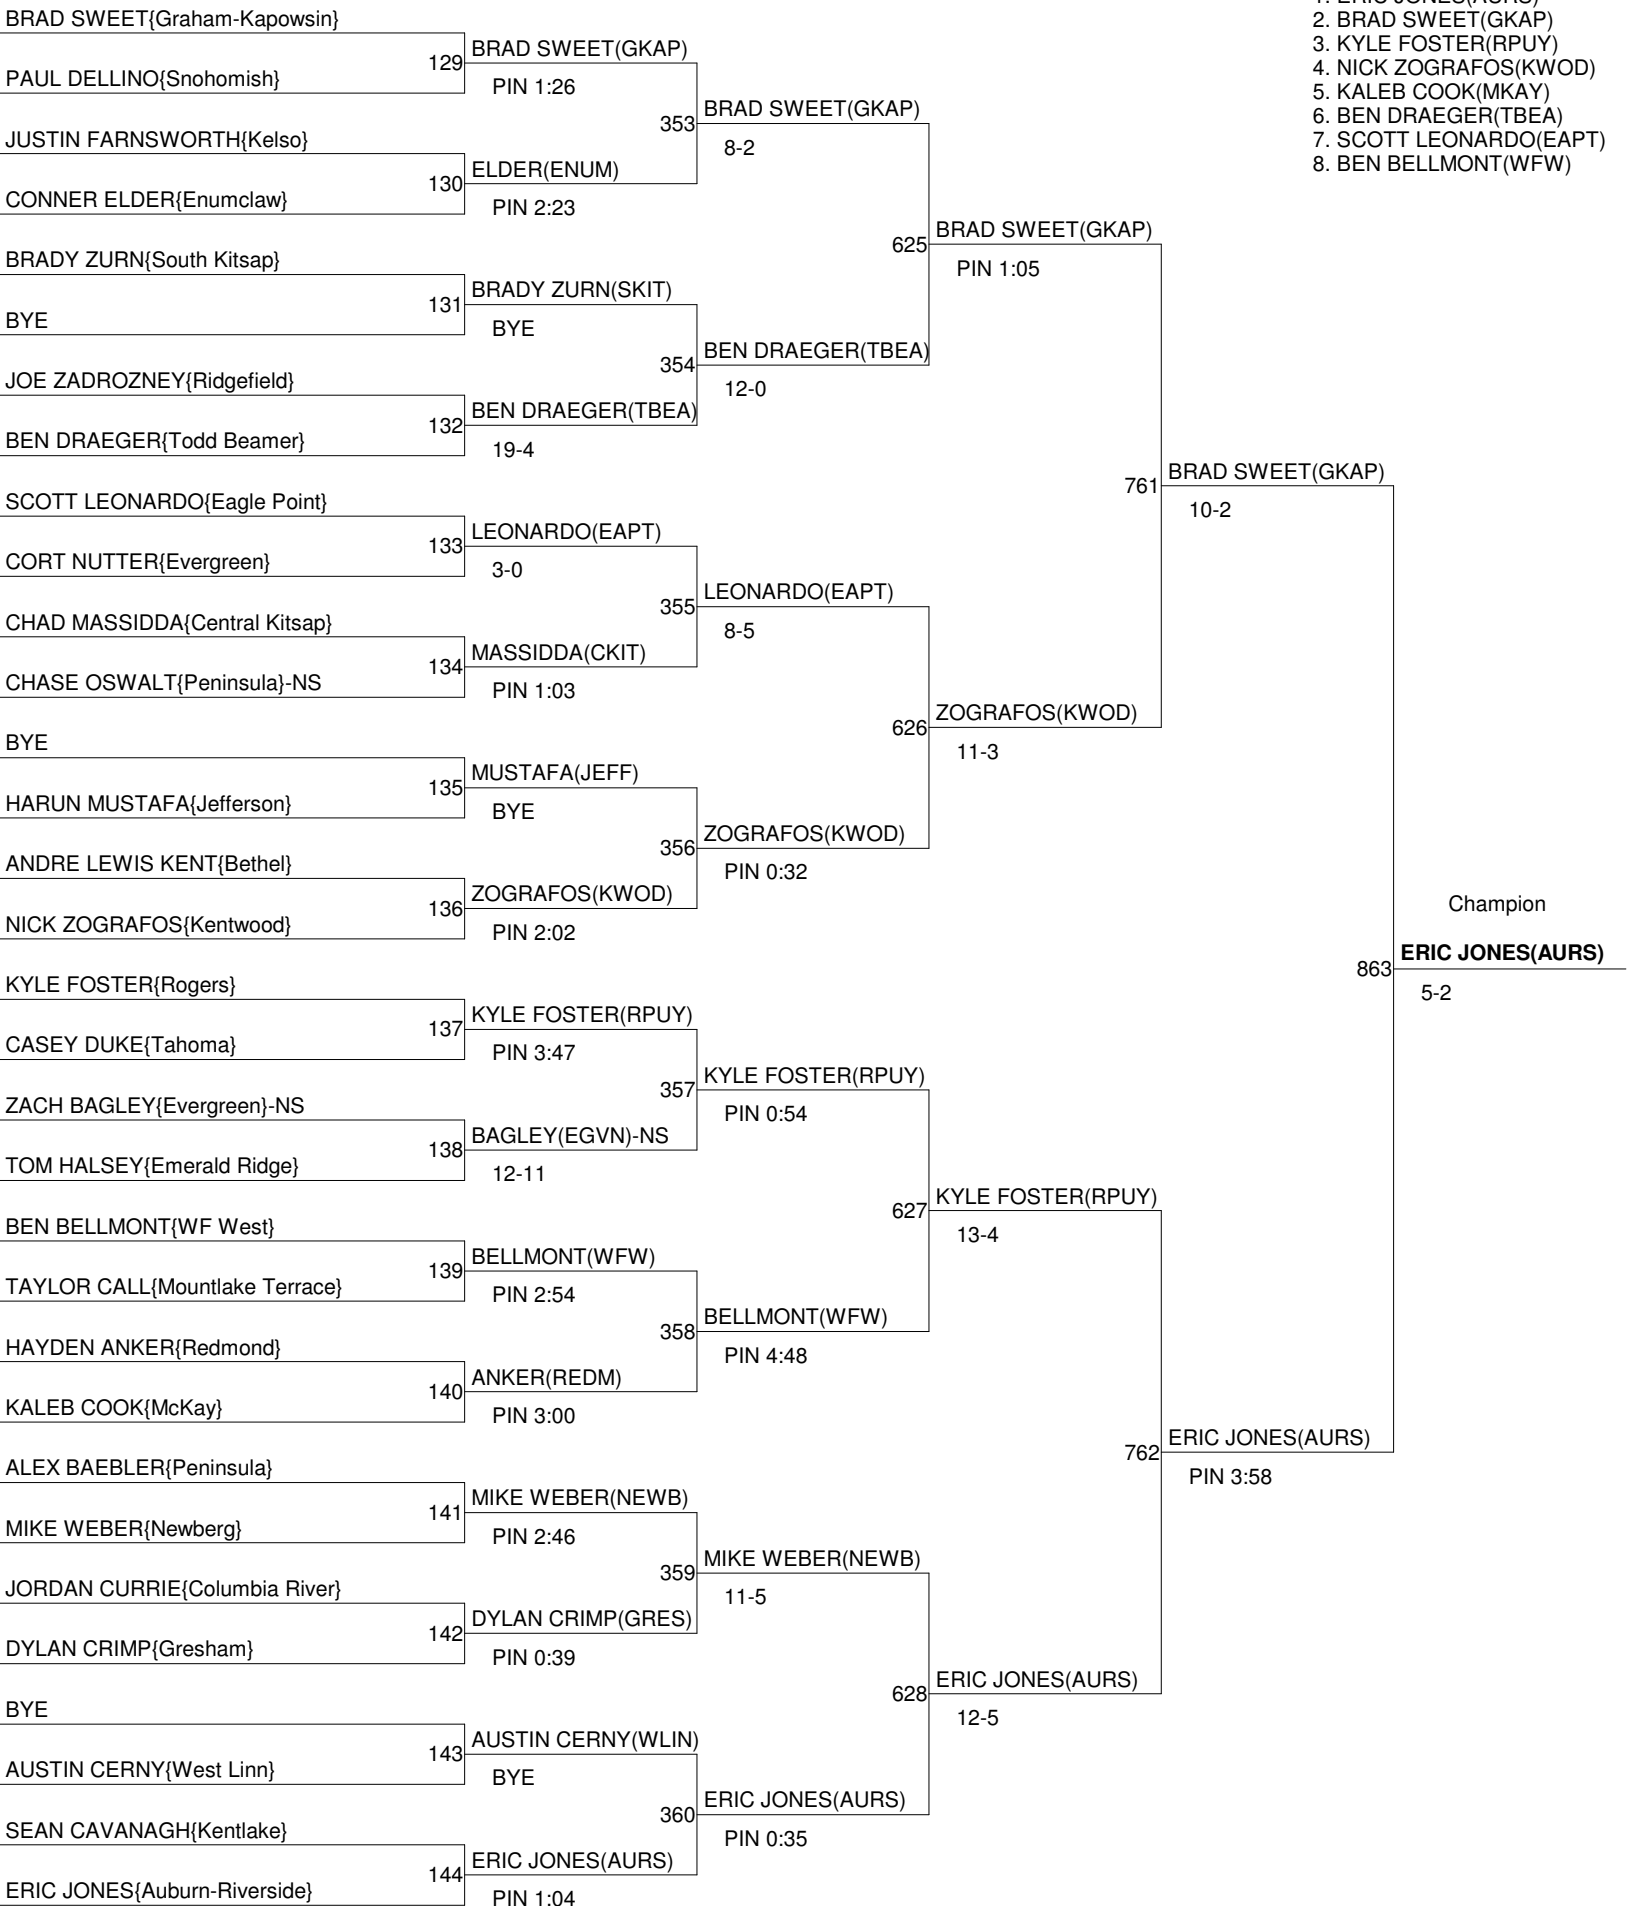 1. ERIC JONES(AURS)
2. BRAD SWEET(GKAP)
3. KYLE FOSTER(RPUY)
4. NICK ZOGRAFOS(KWOD)
5. KALEB COOK(MKAY)
6. BEN DRAEGER(TBEA)
7. SCOTT LEONARDO(EAPT)
8. BEN BELLMONT(WFW)
BRAD SWEET{Graham-Kapowsin}
PAUL DELLINO{Snohomish}
JUSTIN FARNSWORTH{Kelso}
CONNER ELDER{Enumclaw}
BRADY ZURN{South Kitsap}
BYE
JOE ZADROZNEY{Ridgefield}
BEN DRAEGER{Todd Beamer}
SCOTT LEONARDO{Eagle Point}
CORT NUTTER{Evergreen}
CHAD MASSIDDA{Central Kitsap}
CHASE OSWALT{Peninsula}-NS
BYE
HARUN MUSTAFA{Jefferson}
ANDRE LEWIS KENT{Bethel}
NICK ZOGRAFOS{Kentwood}
KYLE FOSTER{Rogers}
CASEY DUKE{Tahoma}
ZACH BAGLEY{Evergreen}-NS
TOM HALSEY{Emerald Ridge}
BEN BELLMONT{WF West}
TAYLOR CALL{Mountlake Terrace}
HAYDEN ANKER{Redmond}
KALEB COOK{McKay}
ALEX BAEBLER{Peninsula}
MIKE WEBER{Newberg}
JORDAN CURRIE{Columbia River}
DYLAN CRIMP{Gresham}
BYE
AUSTIN CERNY{West Linn}
SEAN CAVANAGH{Kentlake}
ERIC JONES{Auburn-Riverside}
129 BRAD SWEET(GKAP)
PIN 1:26
130 ELDER(ENUM)
PIN 2:23
131 BRADY ZURN(SKIT)
BYE
132 BEN DRAEGER(TBEA)
19-4
133 LEONARDO(EAPT)
3-0
134 MASSIDDA(CKIT)
PIN 1:03
135 MUSTAFA(JEFF)
BYE
136 ZOGRAFOS(KWOD)
PIN 2:02
137 KYLE FOSTER(RPUY)
PIN 3:47
138 BAGLEY(EGVN)-NS
12-11
139 BELLMONT(WFW)
PIN 2:54
140 ANKER(REDM)
PIN 3:00
141 MIKE WEBER(NEWB)
PIN 2:46
142 DYLAN CRIMP(GRES)
PIN 0:39
143 AUSTIN CERNY(WLIN)
BYE
144 ERIC JONES(AURS)
PIN 1:04
353 BRAD SWEET(GKAP)
8-2
354 BEN DRAEGER(TBEA)
12-0
355 LEONARDO(EAPT)
8-5
356 ZOGRAFOS(KWOD)
PIN 0:32
357 KYLE FOSTER(RPUY)
PIN 0:54
358 BELLMONT(WFW)
PIN 4:48
359 MIKE WEBER(NEWB)
11-5
360 ERIC JONES(AURS)
PIN 0:35
625 BRAD SWEET(GKAP)
PIN 1:05
626 ZOGRAFOS(KWOD)
11-3
627 KYLE FOSTER(RPUY)
13-4
628 ERIC JONES(AURS)
12-5
761 BRAD SWEET(GKAP)
10-2
762 ERIC JONES(AURS)
PIN 3:58
Champion
863 ERIC JONES(AURS)
5-2